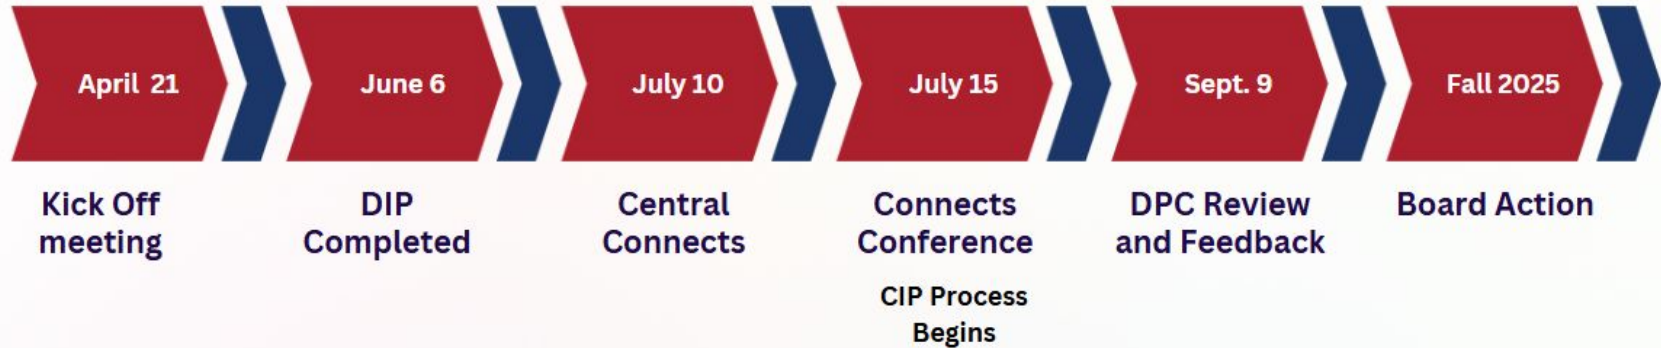 April 21
June 6
July 10
July 15
Sept. 9
Fall 2025
Kick Off
meeting
DIP
Completed
Central
Connects
Connects
Conference
CIP Process
Begins
DPC Review
and Feedback
Board Action